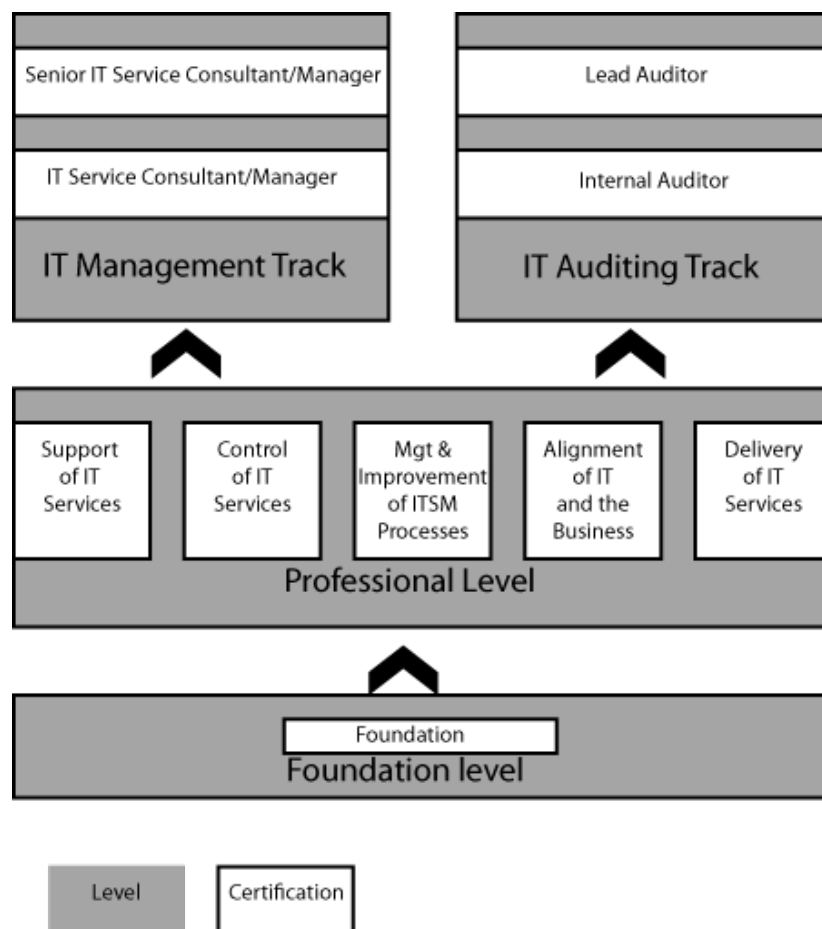 Senior IT Service Consultant/Manager
IT Service Consultant/Manager
IT Management Track
Lead Auditor
Internal Auditor
IT Auditing Track
Support
of IT
Services
Control
of IT
Services
Mgt &
Improvement
of ITSM
Processes
Alignment
of IT
and the
Business
Delivery
of IT
Services
Professional Level
Foundation
Foundation level
Level
Certification